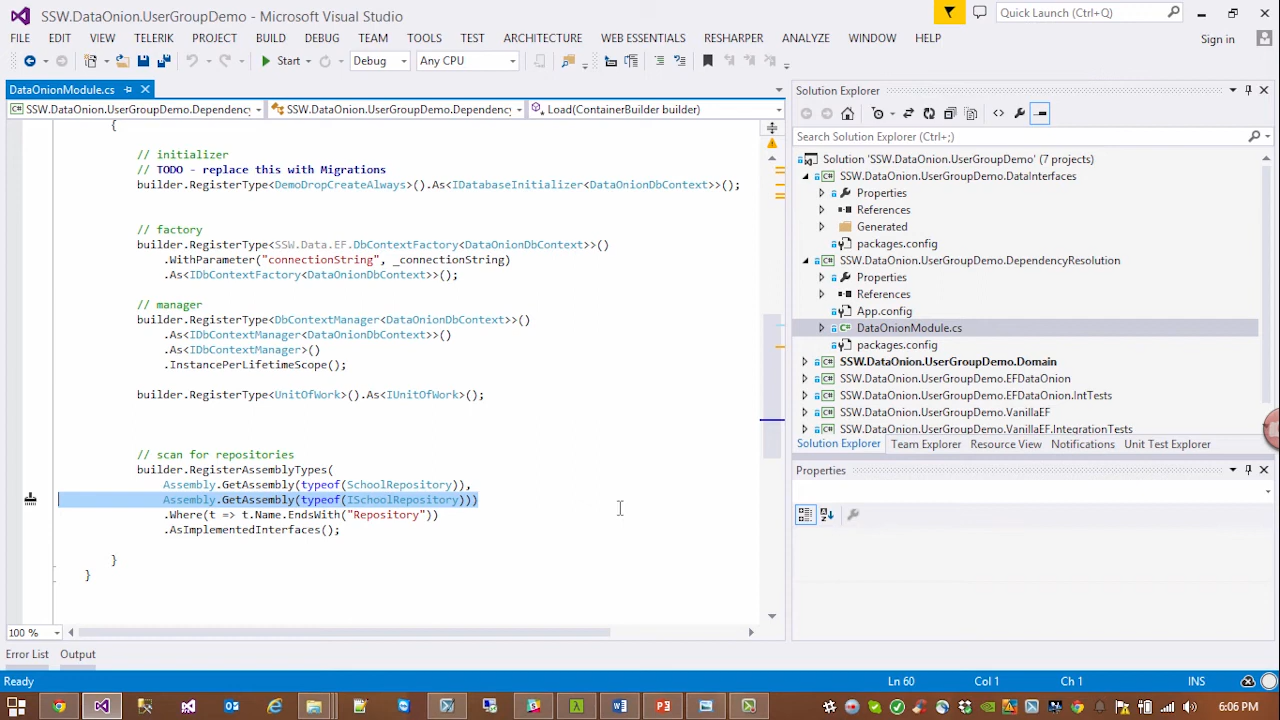 SSW.DataOnion.UserGroupDemo - Microsoft Visual Studio
Quick Launch (Ctrl+Q)
FILE EDIT VIEW TELERIK PROJECT BUILD DEBUG TEAM TOOLS TEST ARCHITECTURE WEB ESSENTIALS RESHARPER ANALYZE WINDOW HELP
Sign in
Start Debug Any CPU
DataOnionModule.cs
SSW.DataOnion.UserGroupDemo.Dependency
SSW.DataOnion.UserGroupDemo.Dependency
Load(ContainerBuilder builder)
{
// initializer
// TODO - replace this with Migrations
builder.RegisterType<DemoDropCreateAlways>().As<IDatabaseInitializer<DataOnionDbContext>>();
// factory
builder.RegisterType<SSW.Data.EF.DbContextFactory<DataOnionDbContext>>()
.WithParameter("connectionString", _connectionString)
.As<IDbContextFactory<DataOnionDbContext>>();
// manager
builder.RegisterType<DbContextManager<DataOnionDbContext>>()
.As<IDbContextManager<DataOnionDbContext>>()
.As<IDbContextManager>()
.InstancePerLifetimeScope();
builder.RegisterType<UnitOfWork>().As<IUnitOfWork>();
// scan for repositories
builder.RegisterAssemblyTypes(
Assembly.GetAssembly(typeof(SchoolRepository)),
Assembly.GetAssembly(typeof(ISchoolRepository)))
.Where(t => t.Name.EndsWith("Repository"))
.AsImplementedInterfaces();
}
}
100 %
Error List Output
Solution Explorer
Search Solution Explorer (Ctrl+;)
Solution 'SSW.DataOnion.UserGroupDemo' (7 projects)
SSW.DataOnion.UserGroupDemo.DataInterfaces
Properties
References
Generated
packages.config
SSW.DataOnion.UserGroupDemo.DependencyResolution
Properties
References
App.config
DataOnionModule.cs
packages.config
SSW.DataOnion.UserGroupDemo.Domain
SSW.DataOnion.UserGroupDemo.EFDataOnion
SSW.DataOnion.UserGroupDemo.EFDataOnion.IntTests
SSW.DataOnion.UserGroupDemo.VanillaEF
SSW.DataOnion.UserGroupDemo.VanillaEF.IntegrationTests
Solution Explorer Team Explorer Resource View Notifications Unit Test Explorer
Properties
Ready Ln 60 Col 1 Ch 1 INS
6:06 PM